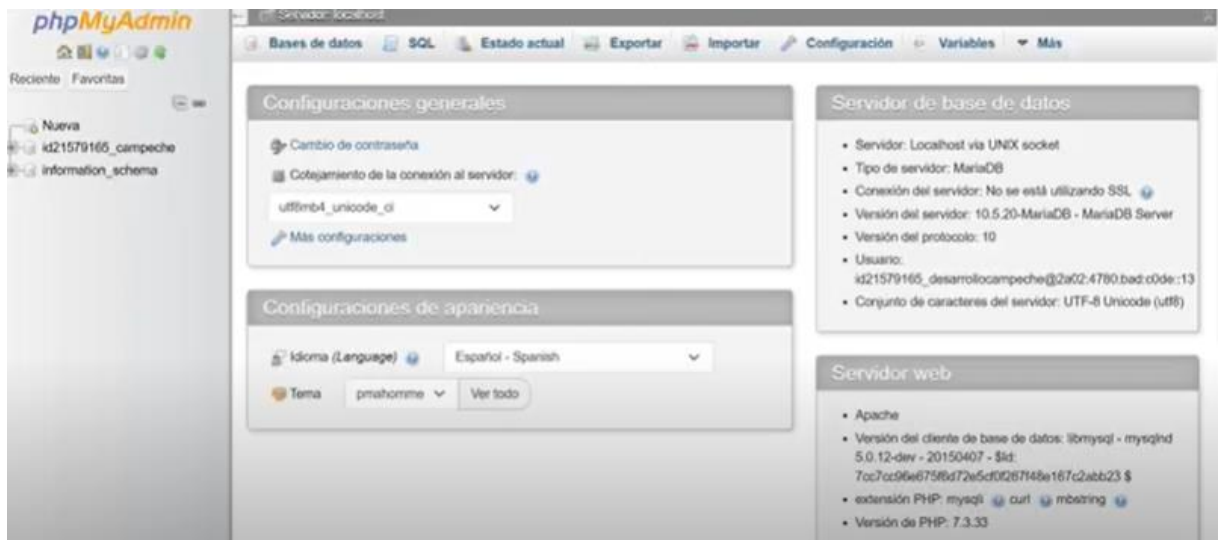 phpMyAdmin
Servidor: localhost
Bases de datos SQL Estado actual Exportar Importar Configuración Variables Más
Reciente Favoritas
Nueva
id21579165_campeche
information_schema
Configuraciones generales
Cambio de contraseña
Cotejamiento de la conexión al servidor:
utf8mb4_unicode_ci
Más configuraciones
Configuraciones de apariencia
Idioma (Language) Español - Spanish
Tema pmahomme Ver todo
Servidor de base de datos
• Servidor: Localhost via UNIX socket
• Tipo de servidor: MariaDB
• Conexión del servidor: No se está utilizando SSL
• Versión del servidor: 10.5.20-MariaDB - MariaDB Server
• Versión del protocolo: 10
• Usuario:
id21579165_desarrollocampeche@2a02:4780:bad:c0de::13
• Conjunto de caracteres del servidor: UTF-8 Unicode (utf8)
Servidor web
• Apache
• Versión del cliente de base de datos: libmysql - mysqlnd
5.0.12-dev - 20150407 - $Id:
7cc7cc96e675f6d72e5cf0f267f48e167c2abb23 $
• extensión PHP: mysqli curl mbstring
• Versión de PHP: 7.3.33